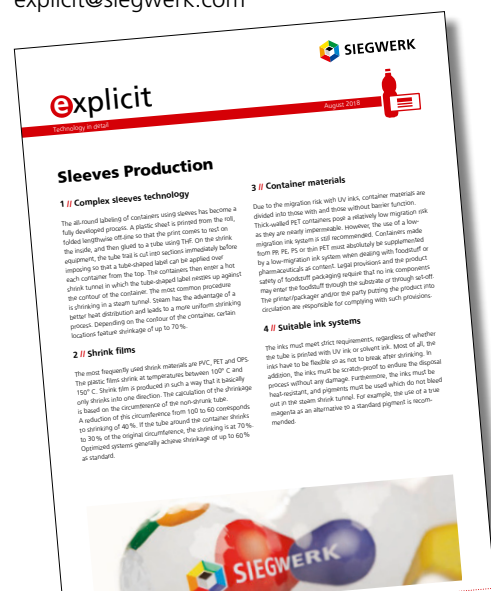 explicit@siegwerk.com
SIEGWERK
explicit
Technology in detail
August 2018
Sleeves Production
1 // Complex sleeves technology
The all-round labeling of containers using sleeves has become a
fully developed process. A plastic sheet is printed from the roll,
folded lengthwise off-line so that the print comes to rest on
the inside, and then glued to a tube using THF. On the shrink
equipment, the tube trail is cut into sections immediately before
imposing so that a tube-shaped label can be applied over
each container from the top. The containers then enter a hot
shrink tunnel in which the tube-shaped label nestles up against
the contour of the container. The most common procedure
is shrinking in a steam tunnel. Steam has the advantage of a
better heat distribution and leads to a more uniform shrinking
process. Depending on the contour of the container, certain
locations feature shrinkage of up to 70 %.
2 // Shrink films
The most frequently used shrink materials are PVC, PET and OPS.
The plastic films shrink at temperatures between 100° C and
150° C. Shrink film is produced in such a way that it basically
only shrinks into one direction. The calculation of the shrinkage
is based on the circumference of the non-shrunk tube.
A reduction of this circumference from 100 to 60 corresponds
to shrinking of 40 %. If the tube around the container shrinks
to 30 % of the original circumference, the shrinking is at 70 %.
Optimized systems generally achieve shrinkage of up to 60 %
as standard.
3 // Container materials
Due to the migration risk with UV inks, container materials are
divided into those with and those without barrier function.
Thick-walled PET containers pose a relatively low migration risk
as they are nearly impermeable. However, the use of a low-
migration ink system is still recommended. Containers made
from PP, PE, PS or thin PET must absolutely be supplemented
by a low-migration ink system when dealing with foodstuff or
pharmaceuticals as content. Legal provisions and the product
safety of foodstuff packaging require that no ink components
may enter the foodstuff through the substrate or through set-off.
The printer/packager and/or the party putting the product into
circulation are responsible for complying with such provisions.
4 // Suitable ink systems
The inks must meet strict requirements, regardless of whether
the tube is printed with UV ink or solvent ink. Most of all, the
inks have to be flexible so as not to break after shrinking. In
addition, the inks must be scratch-proof to endure the disposal
process without any damage. Furthermore, the inks must be
heat-resistant, and pigments must be used which do not bleed
out in the steam shrink tunnel. For example, the use of a true
magenta as an alternative to a standard pigment is recom-
mended.
SIEGWERK